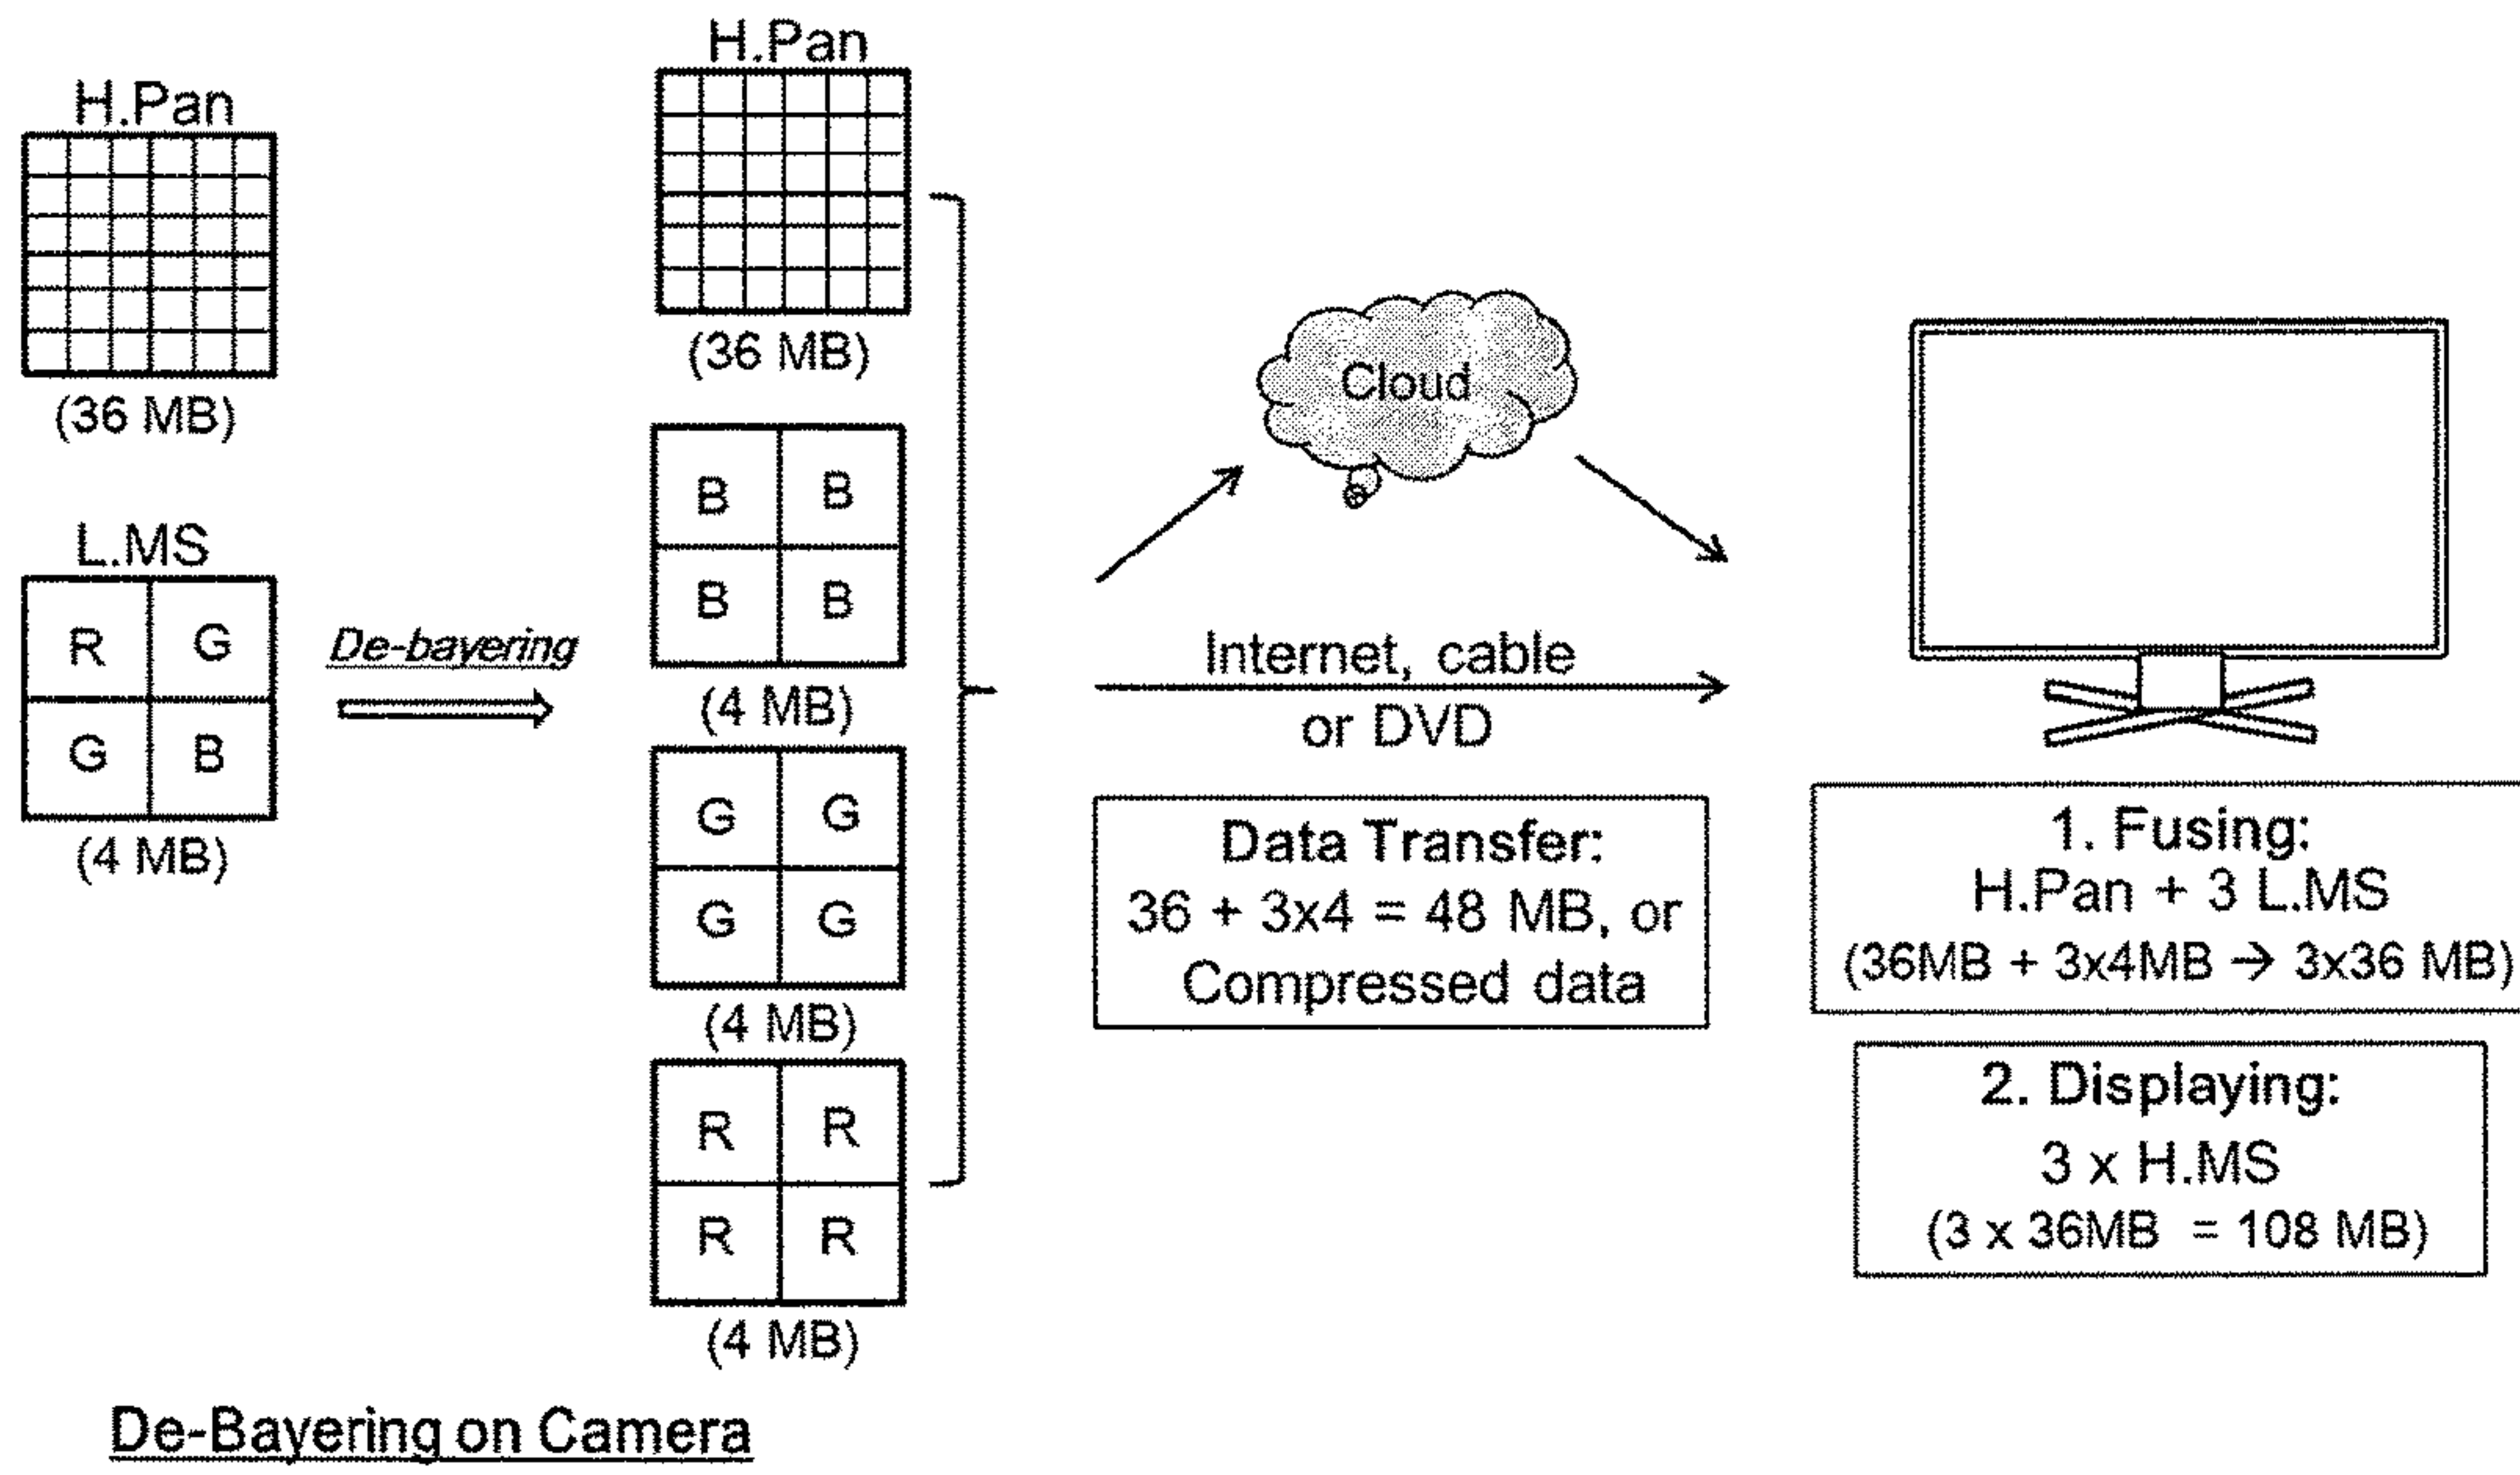 H.Pan
(36 MB)
L.MS
R G
G B
(4 MB)
De-bayering
H.Pan
(36 MB)
B B
B B
(4 MB)
G G
G G
(4 MB)
R R
R R
(4 MB)
Cloud
Internet, cable
or DVD
Data Transfer:
36 + 3x4 = 48 MB, or
Compressed data
1. Fusing:
H.Pan + 3 L.MS
(36MB + 3x4MB → 3x36 MB)
2. Displaying:
3 x H.MS
(3 x 36MB = 108 MB)
De-Bayering on Camera